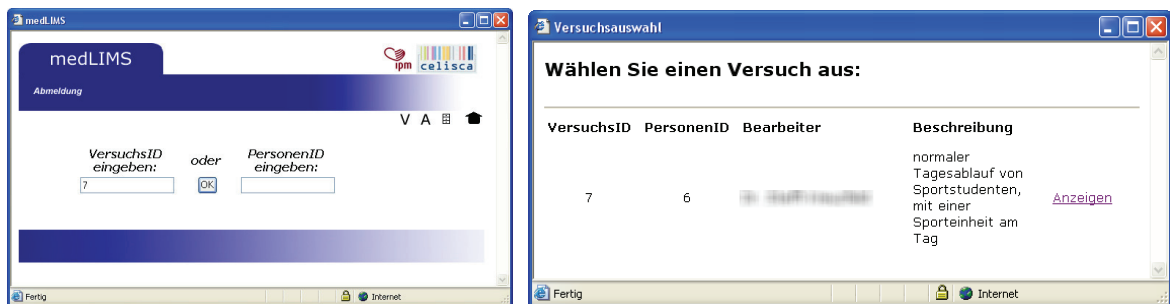 medLIMS
medLIMS
ipm celisca
Abmeldung
V A
VersuchsID
eingeben:
oder
PersonenID
eingeben:
7
OK
Fertig
Internet
Versuchsauswahl
Wählen Sie einen Versuch aus:
VersuchsID PersonenID Bearbeiter Beschreibung
normaler
Tagesablauf von
Sportstudenten,
7 6 Anzeigen
mit einer
Sporteinheit am
Tag
Fertig
Internet